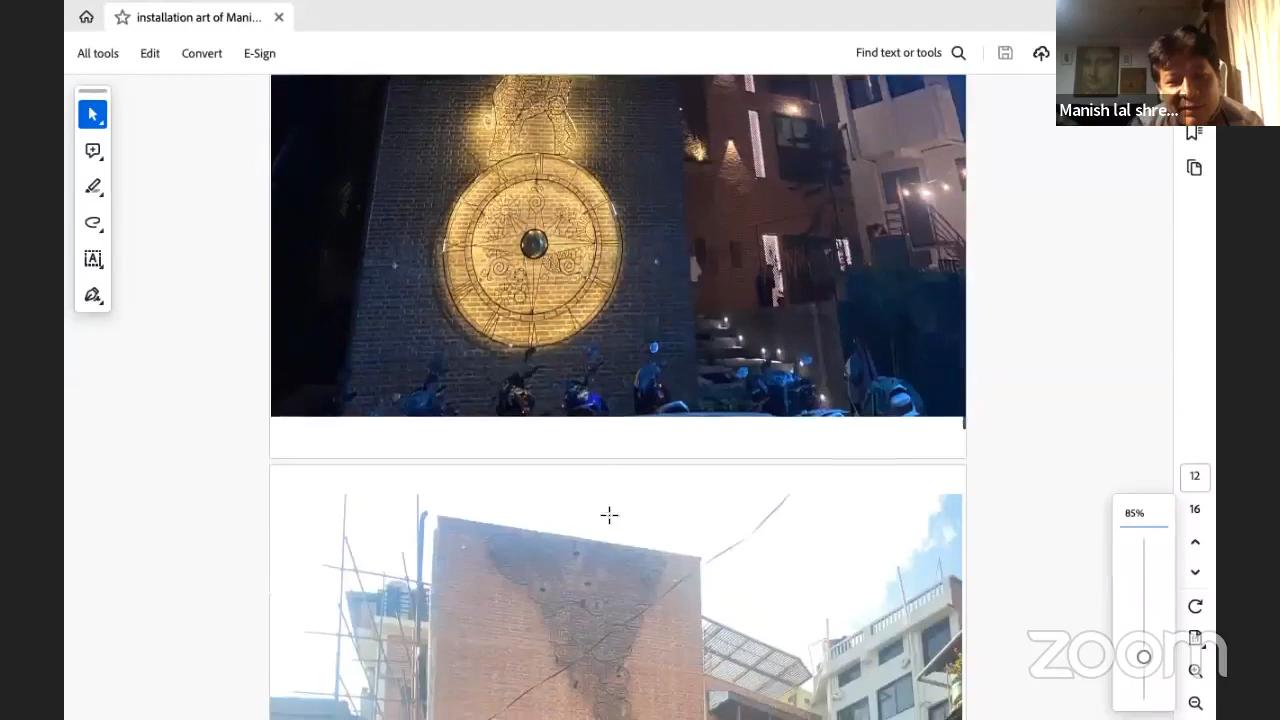 installation art of Mani...
All tools
Edit
Convert
E-Sign
Find text or tools
Manish lal shre...
12
85%
16
zoom